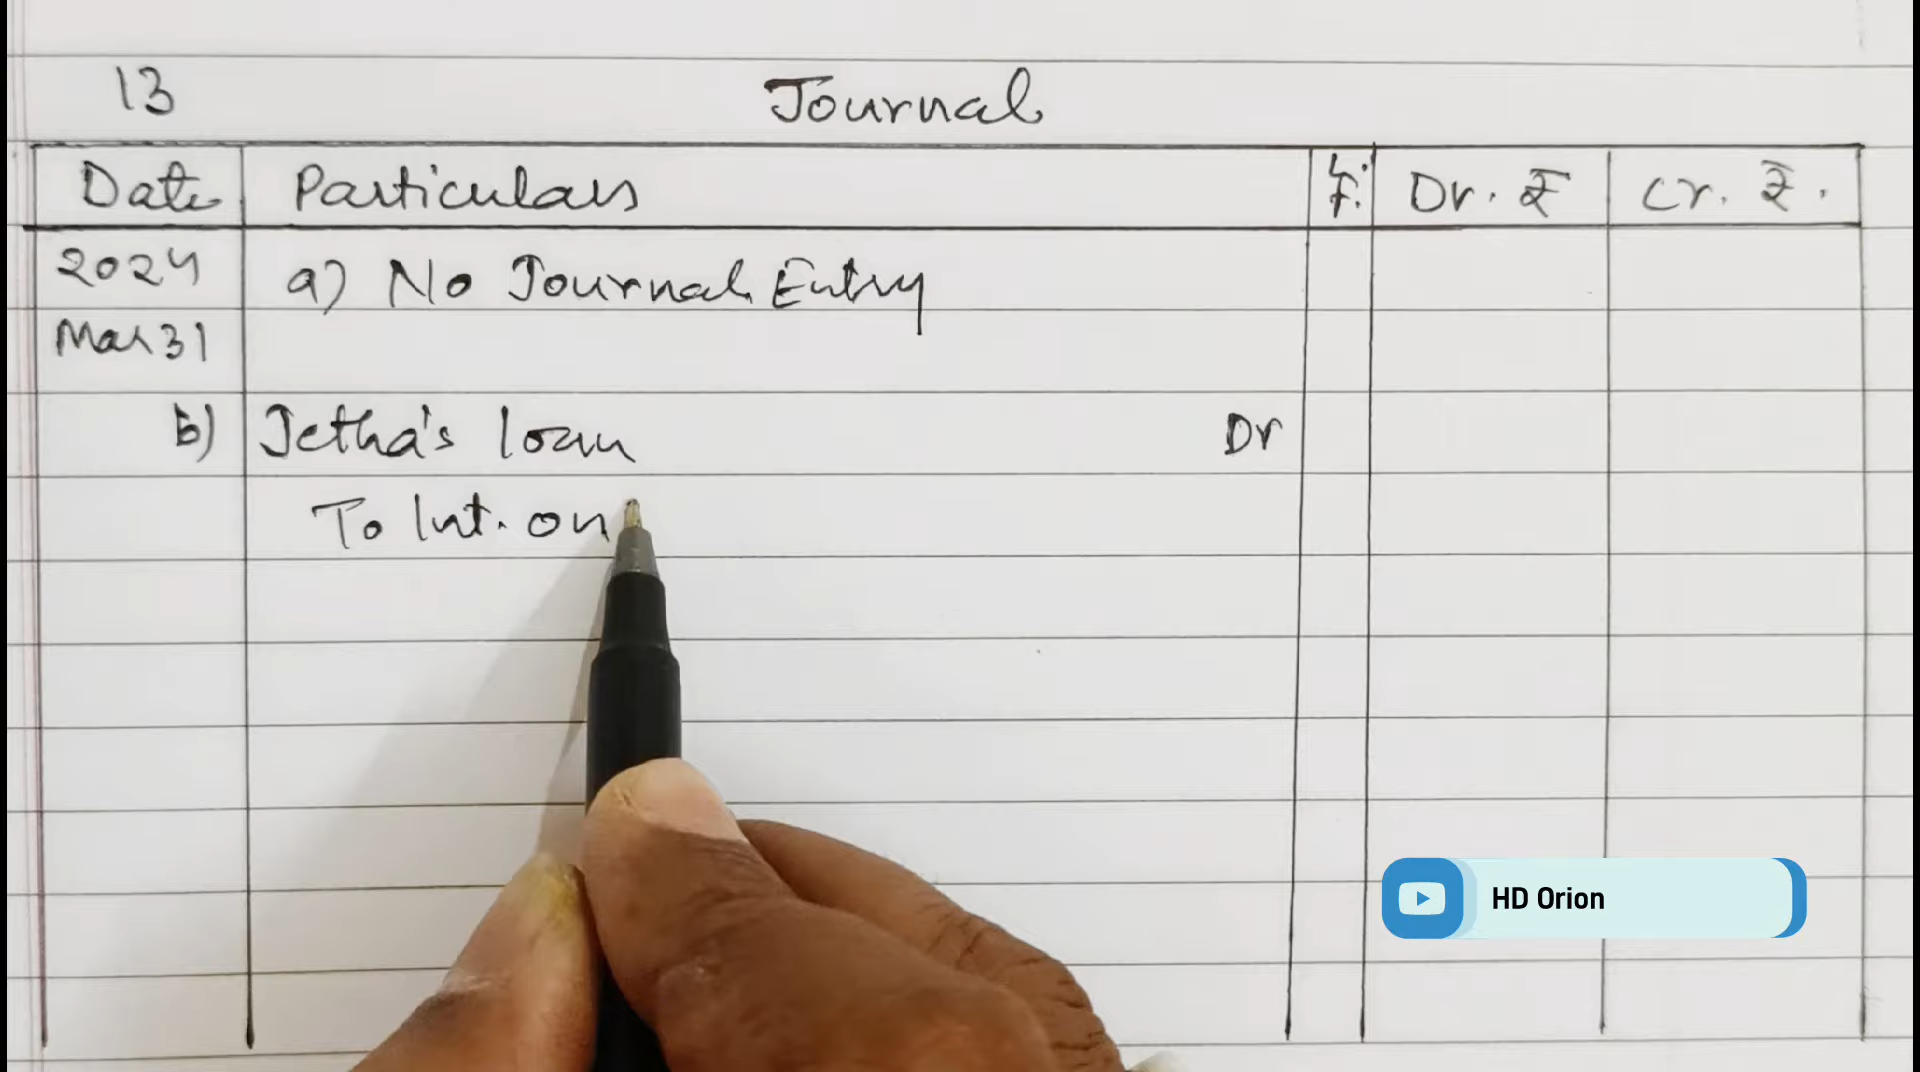 13 Journal
Date Particulars L.F. Dr. ₹ Cr. ₹.
2024 a) No Journal Entry
Mar 31
b) Jetha's loan Dr
To Int. on
HD Orion